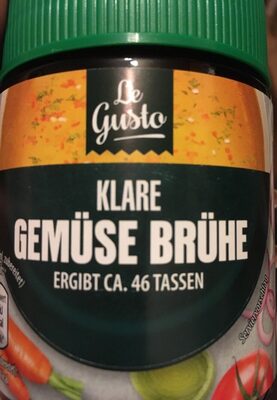 Le
Gusto
KLARE
GEMÜSE BRÜHE
ERGIBT CA. 46 TASSEN